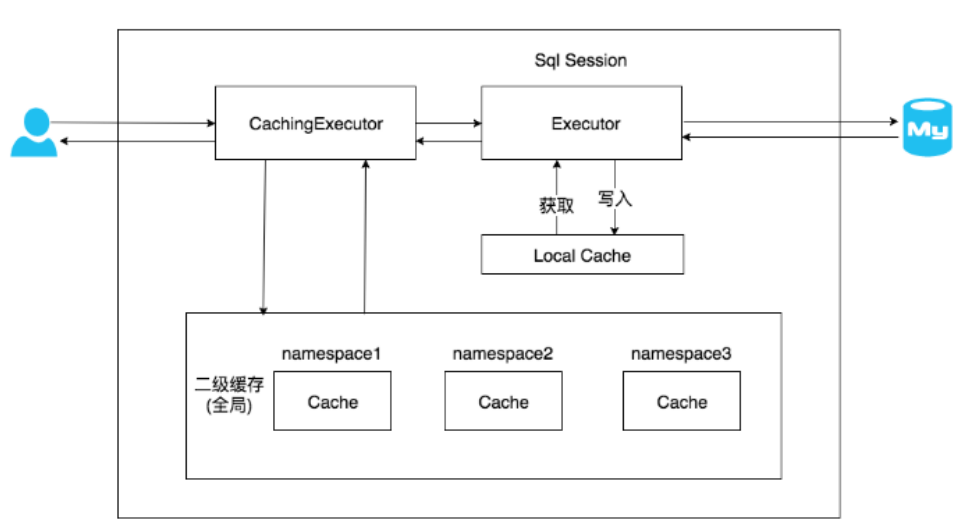 Sql Session
CachingExecutor
Executor
My
获取
写入
Local Cache
namespace1
namespace2
namespace3
二级缓存
(全局)
Cache
Cache
Cache